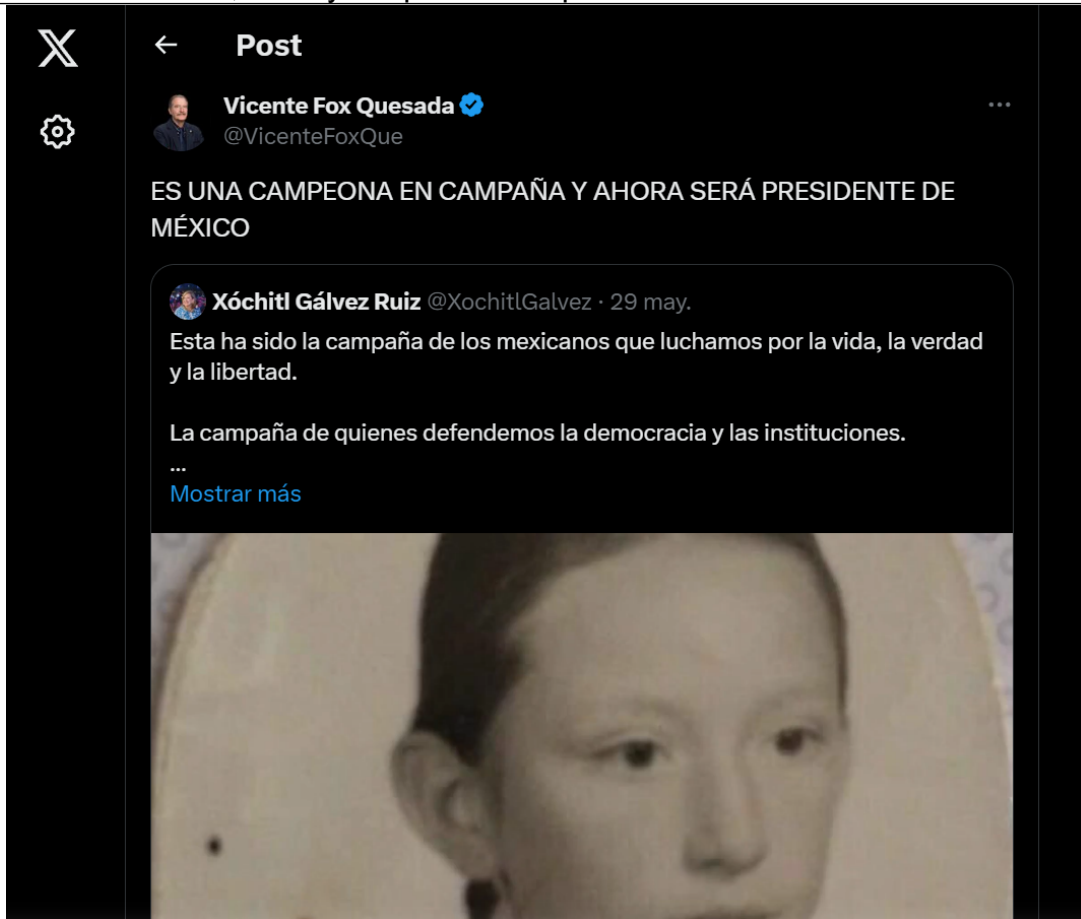 Post
Vicente Fox Quesada
@VicenteFoxQue
ES UNA CAMPEONA EN CAMPAÑA Y AHORA SERÁ PRESIDENTE DE
MÉXICO
Xóchitl Gálvez Ruiz @XochitlGalvez · 29 may.
Esta ha sido la campaña de los mexicanos que luchamos por la vida, la verdad
y la libertad.
La campaña de quienes defendemos la democracia y las instituciones.
...
Mostrar más